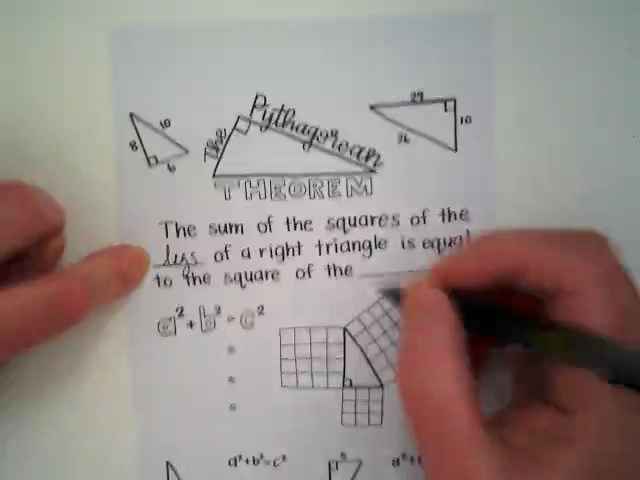 The Pythagorean
THEOREM
10
8
6
10
26
The sum of the squares of the
legs of a right triangle is equal
to the square of the
a²+b²=c²
=
=
=
a²+b²=c²